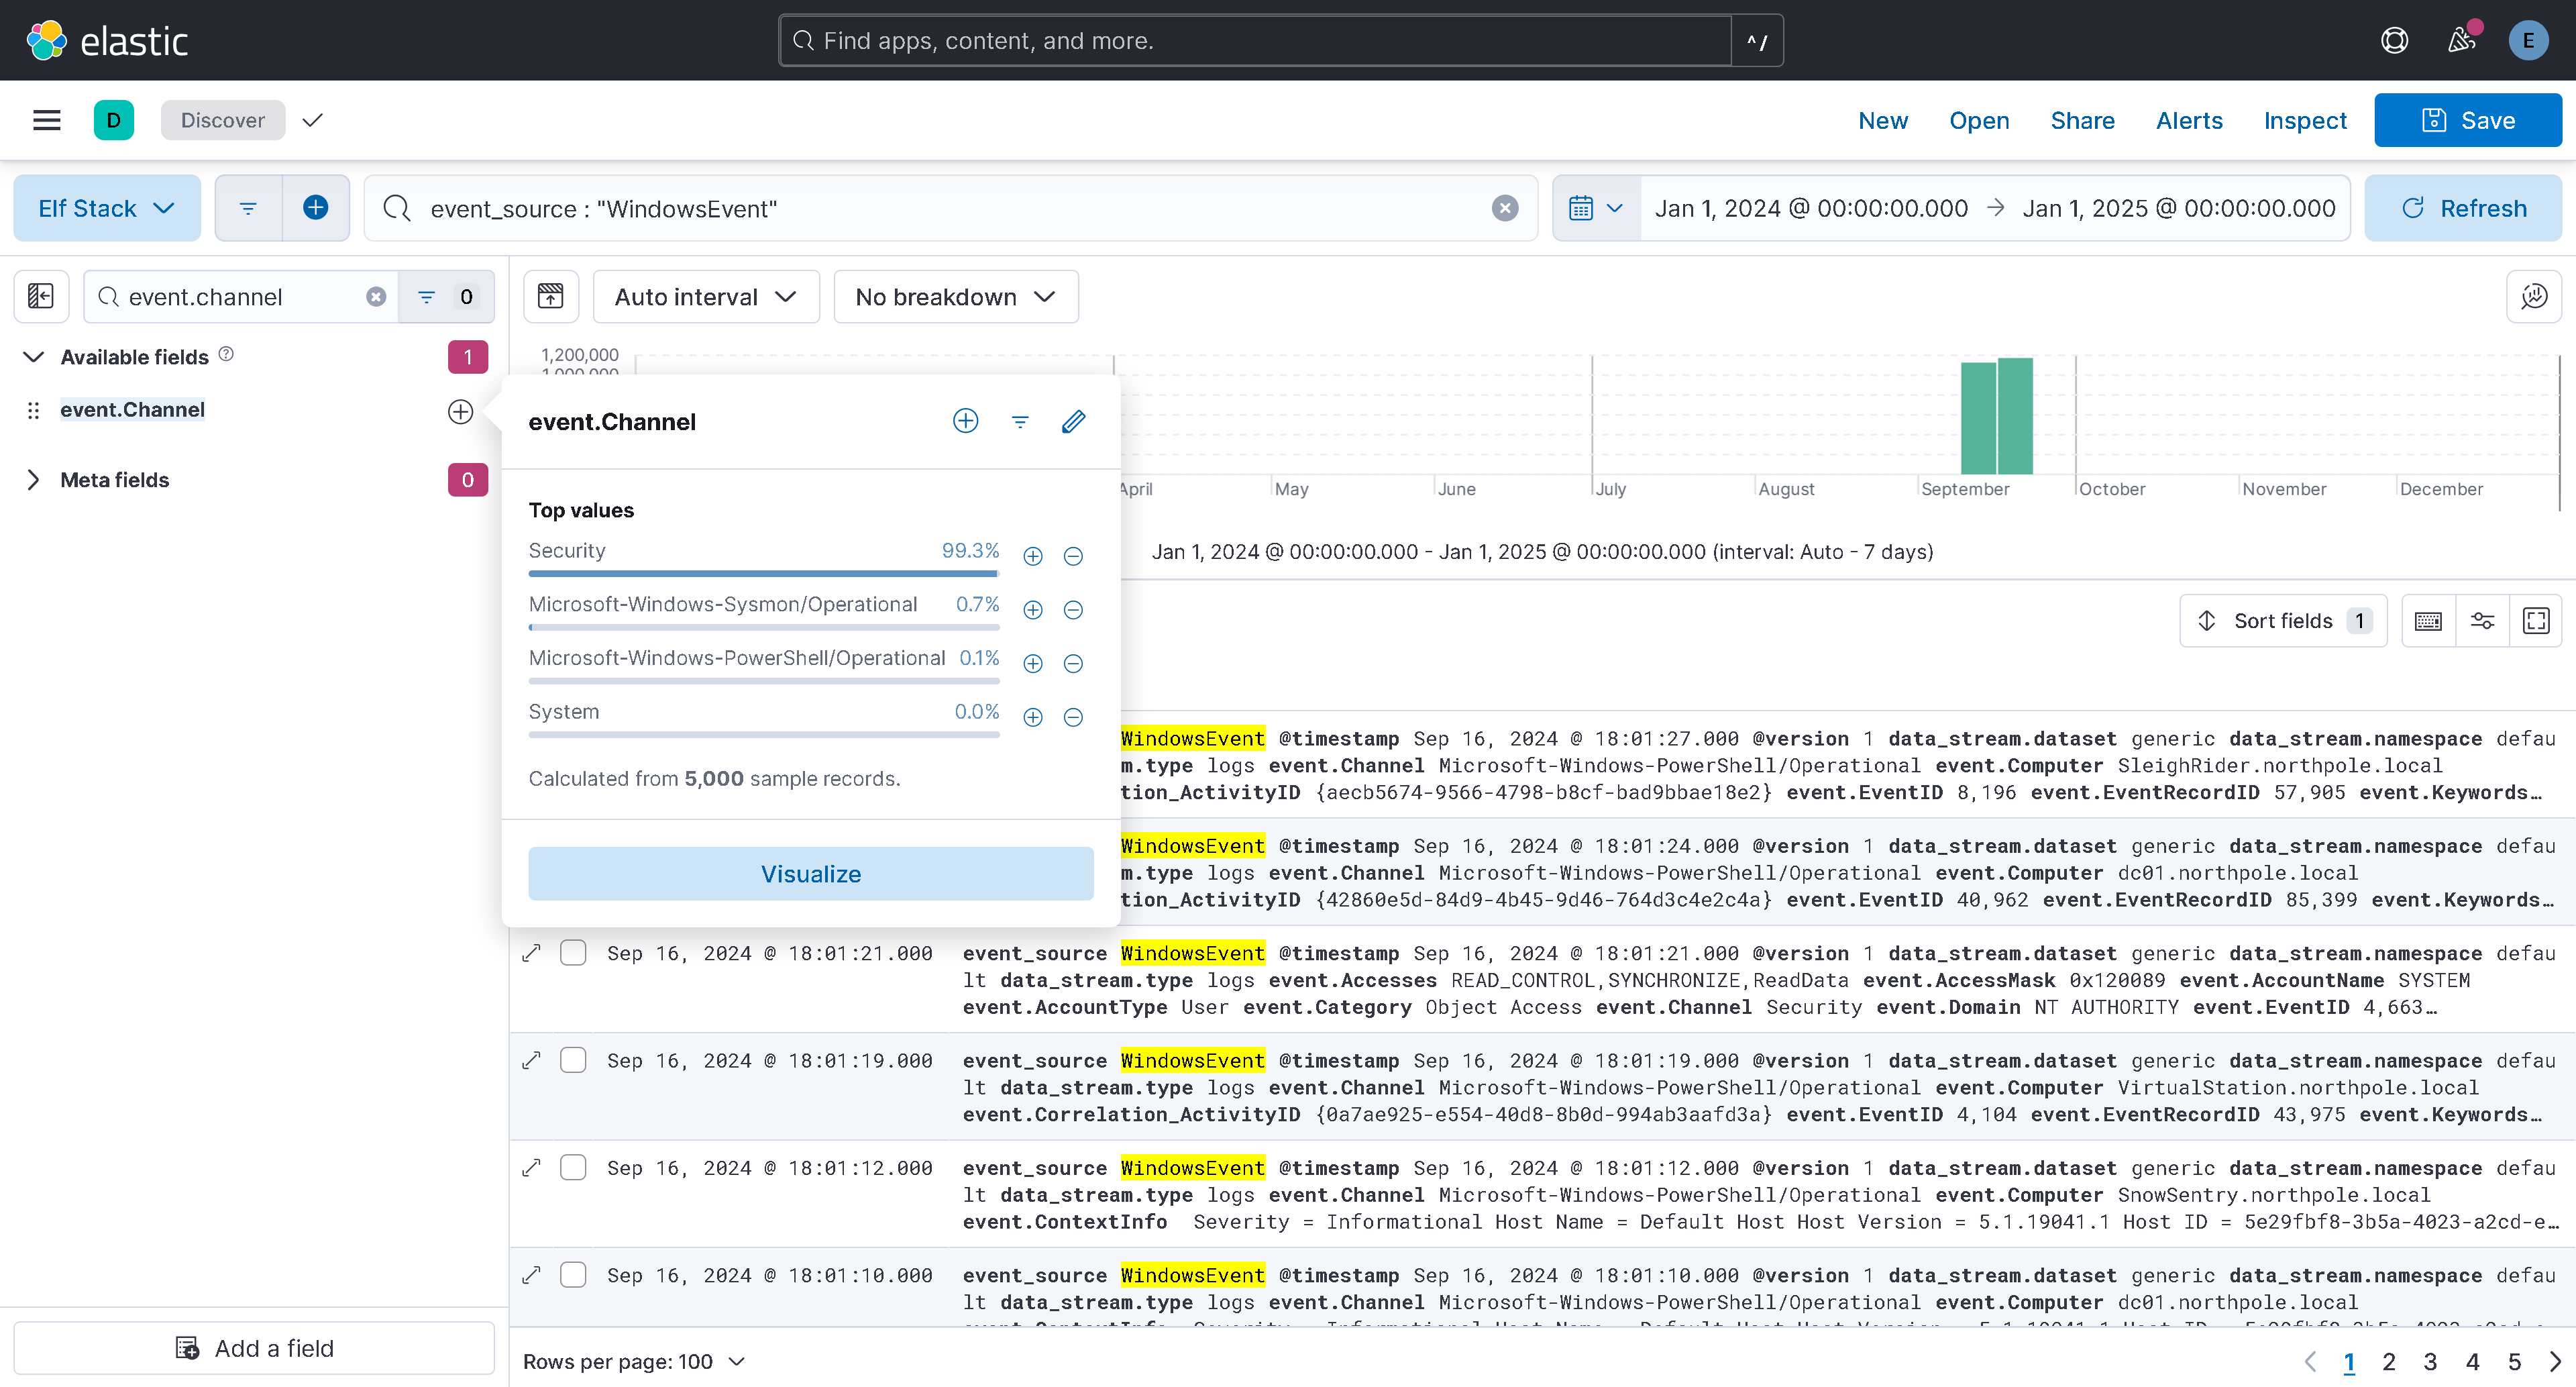 elastic
Find apps, content, and more.
^ /
E
D
Discover
New
Open
Share
Alerts
Inspect
Save
Elf Stack
event_source : "WindowsEvent"
Jan 1, 2024 @ 00:00:00.000 → Jan 1, 2025 @ 00:00:00.000
Refresh
event.channel
0
Auto interval
No breakdown
Available fields
1
event.Channel
Meta fields
0
1,200,000
April
May
June
July
August
September
October
November
December
Jan 1, 2024 @ 00:00:00.000 - Jan 1, 2025 @ 00:00:00.000 (interval: Auto - 7 days)
event.Channel
Top values
Security 99.3%
Microsoft-Windows-Sysmon/Operational 0.7%
Microsoft-Windows-PowerShell/Operational 0.1%
System 0.0%
Calculated from 5,000 sample records.
Visualize
Sort fields 1
WindowsEvent @timestamp Sep 16, 2024 @ 18:01:27.000 @version 1 data_stream.dataset generic data_stream.namespace defau
m.type logs event.Channel Microsoft-Windows-PowerShell/Operational event.Computer SleighRider.northpole.local
tion_ActivityID {aecb5674-9566-4798-b8cf-bad9bbae18e2} event.EventID 8,196 event.EventRecordID 57,905 event.Keywords…
WindowsEvent @timestamp Sep 16, 2024 @ 18:01:24.000 @version 1 data_stream.dataset generic data_stream.namespace defau
m.type logs event.Channel Microsoft-Windows-PowerShell/Operational event.Computer dc01.northpole.local
tion_ActivityID {42860e5d-84d9-4b45-9d46-764d3c4e2c4a} event.EventID 40,962 event.EventRecordID 85,399 event.Keywords…
Sep 16, 2024 @ 18:01:21.000 event_source WindowsEvent @timestamp Sep 16, 2024 @ 18:01:21.000 @version 1 data_stream.dataset generic data_stream.namespace defau
lt data_stream.type logs event.Accesses READ_CONTROL,SYNCHRONIZE,ReadData event.AccessMask 0x120089 event.AccountName SYSTEM
event.AccountType User event.Category Object Access event.Channel Security event.Domain NT AUTHORITY event.EventID 4,663…
Sep 16, 2024 @ 18:01:19.000 event_source WindowsEvent @timestamp Sep 16, 2024 @ 18:01:19.000 @version 1 data_stream.dataset generic data_stream.namespace defau
lt data_stream.type logs event.Channel Microsoft-Windows-PowerShell/Operational event.Computer VirtualStation.northpole.local
event.Correlation_ActivityID {0a7ae925-e554-40d8-8b0d-994ab3aafd3a} event.EventID 4,104 event.EventRecordID 43,975 event.Keywords…
Sep 16, 2024 @ 18:01:12.000 event_source WindowsEvent @timestamp Sep 16, 2024 @ 18:01:12.000 @version 1 data_stream.dataset generic data_stream.namespace defau
lt data_stream.type logs event.Channel Microsoft-Windows-PowerShell/Operational event.Computer SnowSentry.northpole.local
event.ContextInfo Severity = Informational Host Name = Default Host Host Version = 5.1.19041.1 Host ID = 5e29fbf8-3b5a-4023-a2cd-e…
Sep 16, 2024 @ 18:01:10.000 event_source WindowsEvent @timestamp Sep 16, 2024 @ 18:01:10.000 @version 1 data_stream.dataset generic data_stream.namespace defau
lt data_stream.type logs event.Channel Microsoft-Windows-PowerShell/Operational event.Computer dc01.northpole.local
Add a field
Rows per page: 100
1 2 3 4 5